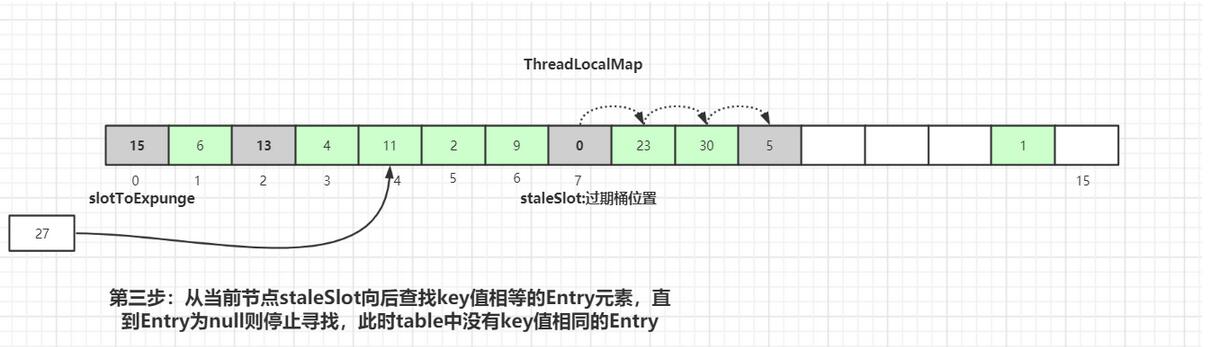 ThreadLocalMap
15 6 13 4 11 2 9 0 23 30 5 1
0 1 2 3 4 5 6 7 15
slotToExpunge staleSlot:过期桶位置
27
第三步：从当前节点staleSlot向后查找key值相等的Entry元素，直
到Entry为null则停止寻找，此时table中没有key值相同的Entry